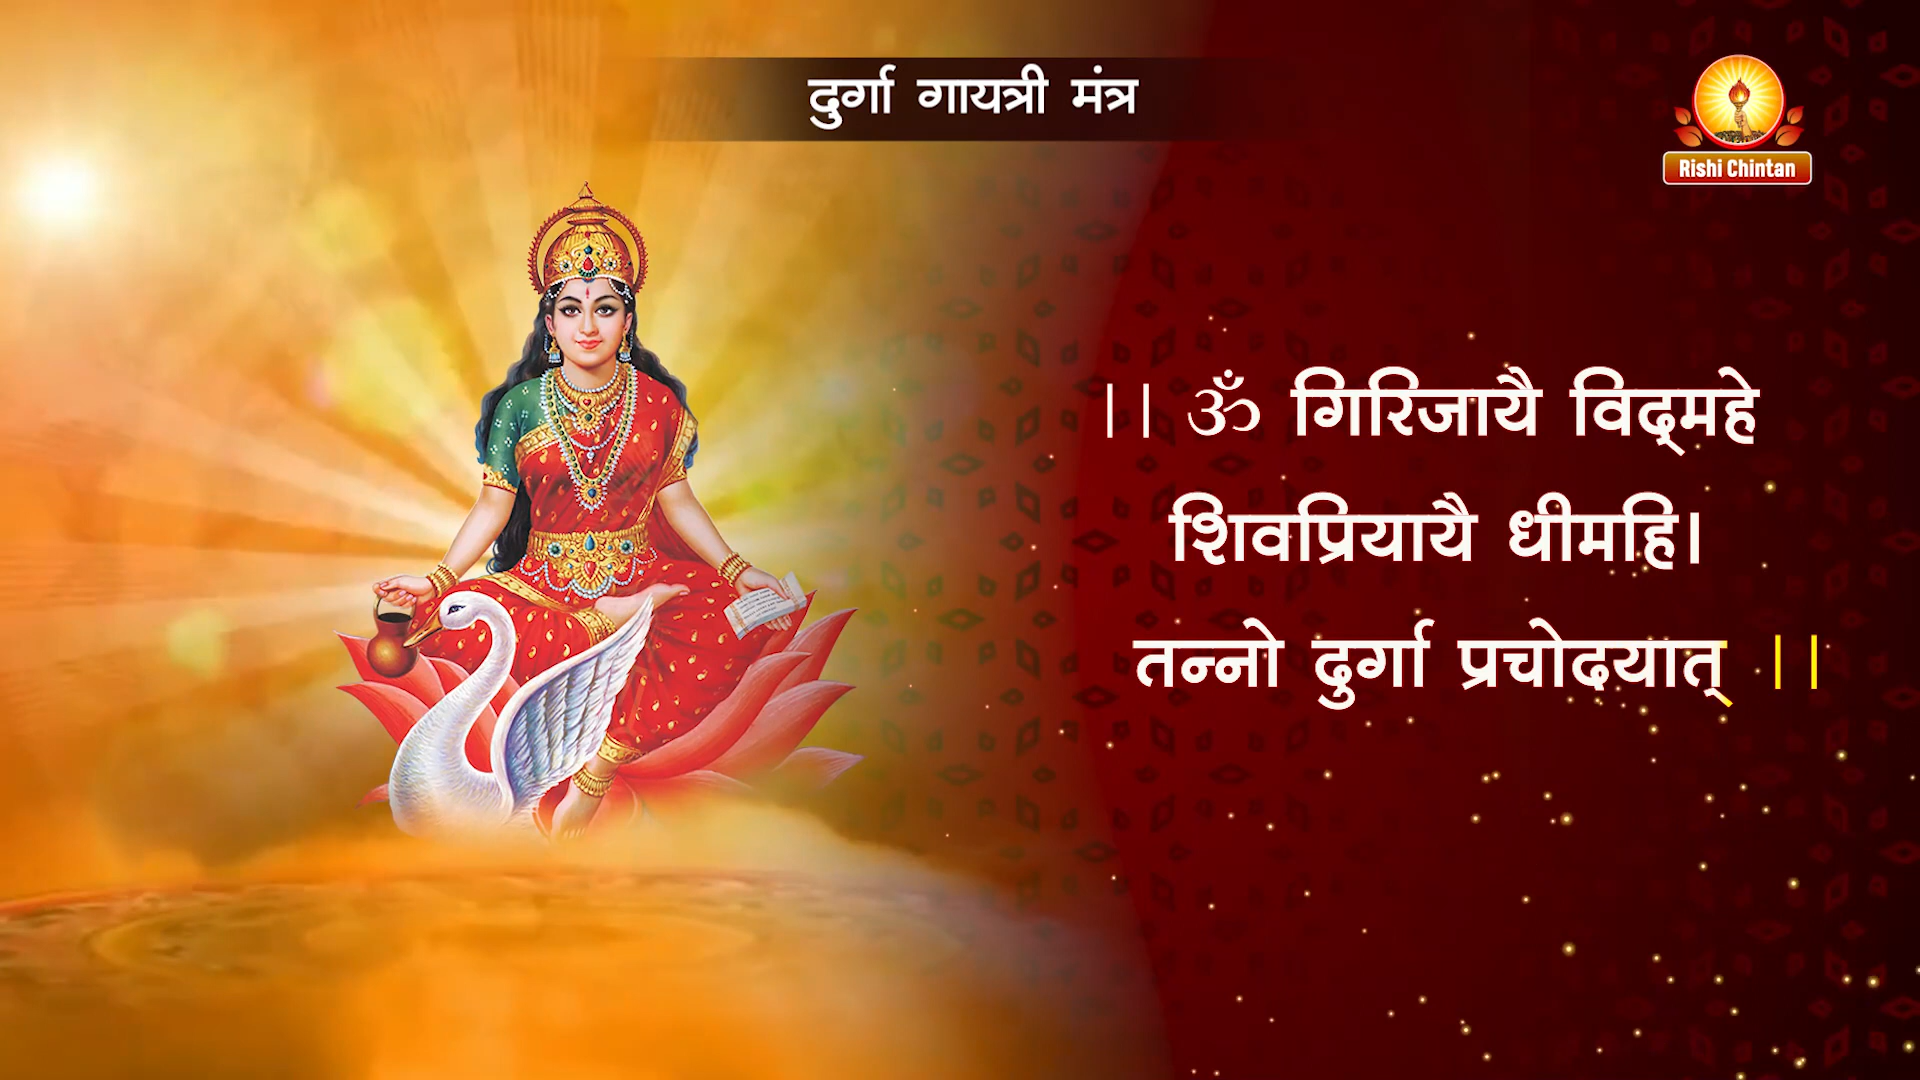 दुर्गा गायत्री मंत्र
Rishi Chintan
।। ॐ गिरिजायै विद्महे
शिवप्रियायै धीमहि।
तन्नो दुर्गा प्रचोदयात् ।।